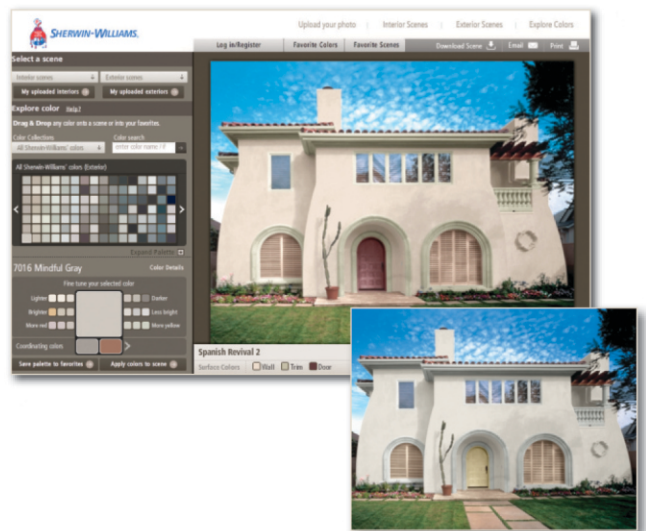 SHERWIN-WILLIAMS.
Upload your photo | Interior Scenes | Exterior Scenes | Explore Colors
Log in/Register Favorite Colors Favorite Scenes Download Scene Email Print
Select a scene
Interior scenes Exterior scenes
My uploaded interiors My uploaded exteriors
Explore color Help?
Drag & Drop any color onto a scene or into your favorites.
Color Collections Color search
All Sherwin-Williams' colors enter color name / #
All Sherwin-Williams' colors (Exterior)
Expand Palette
7016 Mindful Gray Color Details
Fine tune your selected color
Lighter Darker
Brighter Less bright
More red More yellow
Coordinating colors
Save palette to favorites Apply colors to scene
Spanish Revival 2
Surface Colors Wall Trim Door